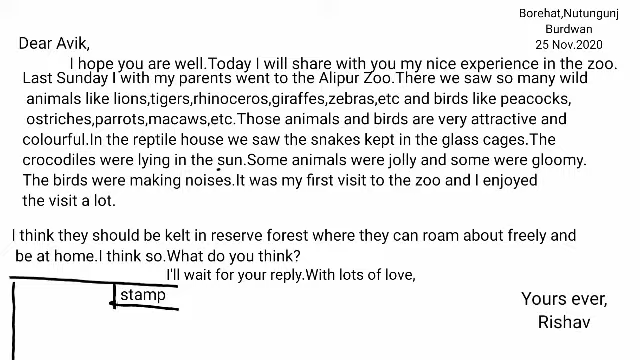 Borehat,Nutungunj
Burdwan
25 Nov.2020
Dear Avik,
I hope you are well.Today I will share with you my nice experience in the zoo.
Last Sunday I with my parents went to the Alipur Zoo.There we saw so many wild
animals like lions,tigers,rhinoceros,giraffes,zebras,etc and birds like peacocks,
ostriches,parrots,macaws,etc.Those animals and birds are very attractive and
colourful.In the reptile house we saw the snakes kept in the glass cages.The
crocodiles were lying in the sun.Some animals were jolly and some were gloomy.
The birds were making noises.It was my first visit to the zoo and I enjoyed
the visit a lot.
I think they should be kelt in reserve forest where they can roam about freely and
be at home.I think so.What do you think?
I'll wait for your reply.With lots of love,
Yours ever,
Rishav
stamp